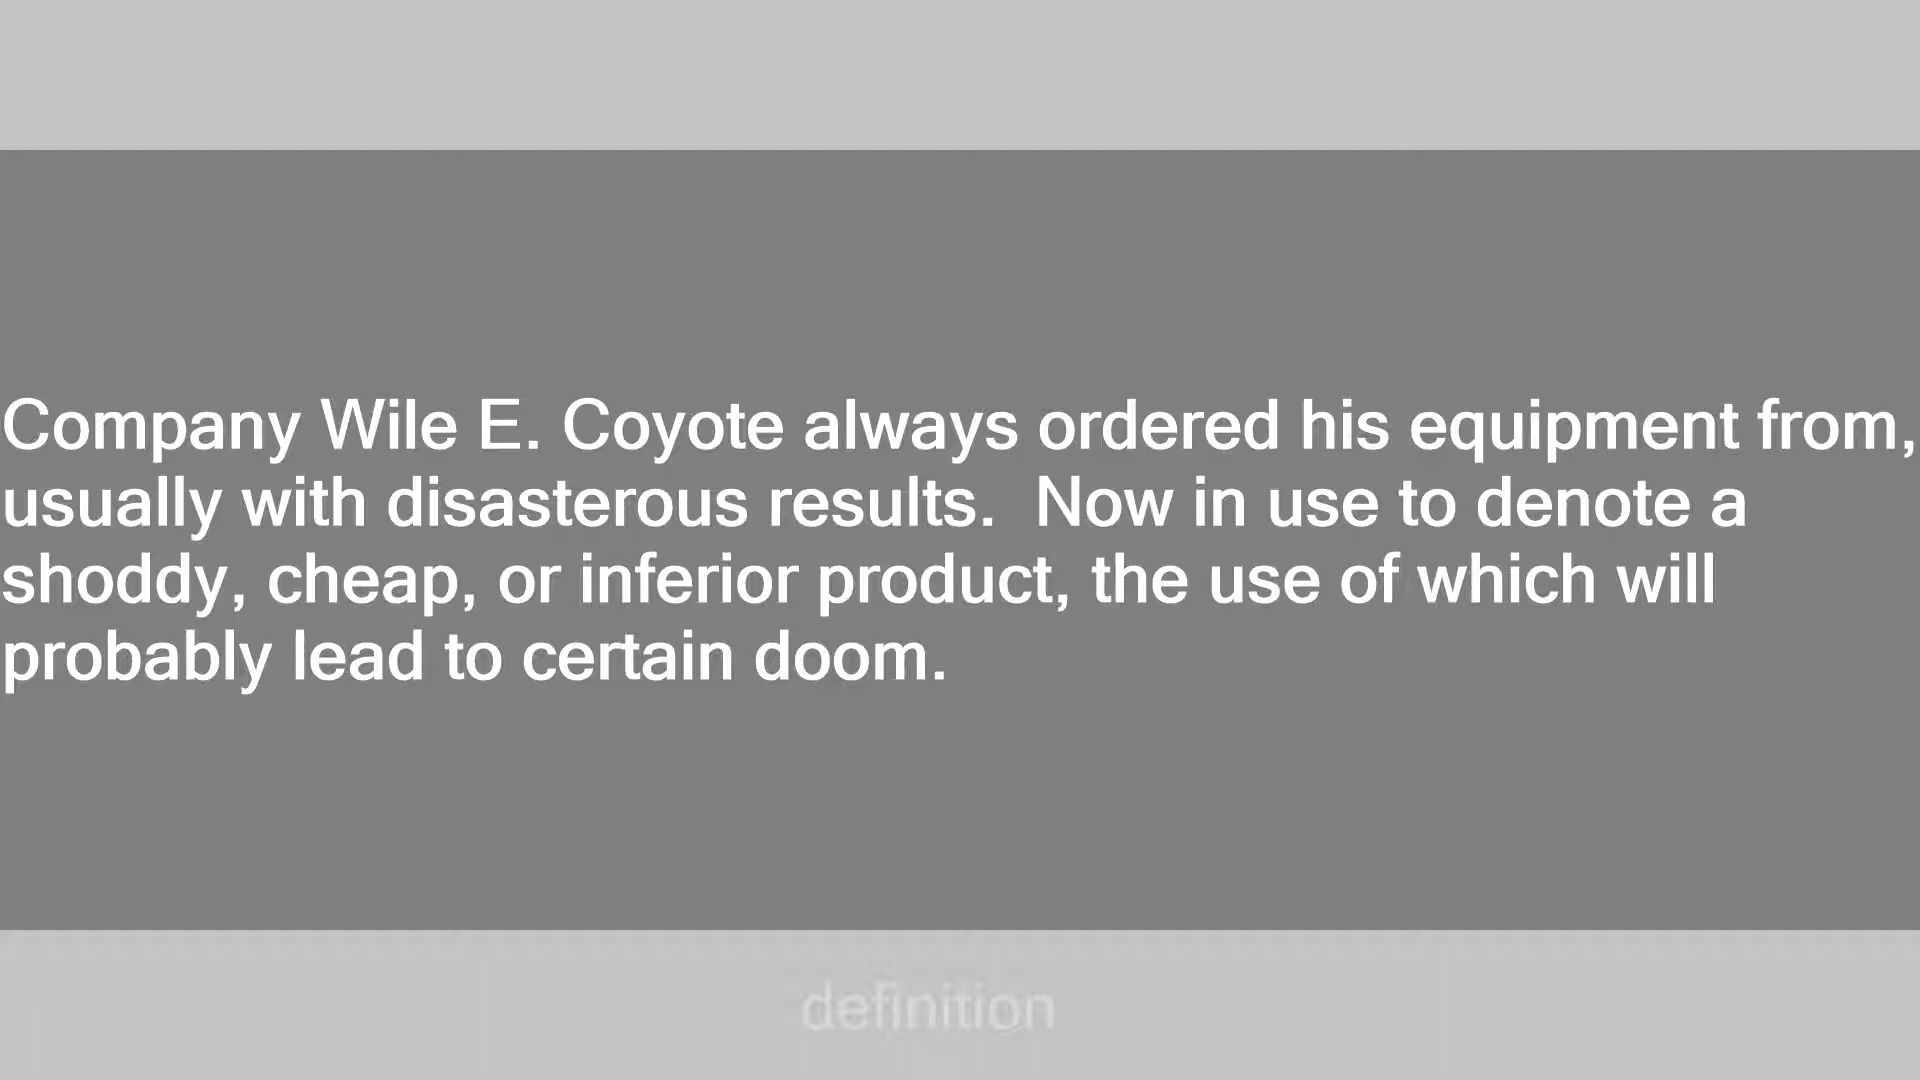 Company Wile E. Coyote always ordered his equipment from,
usually with disasterous results.  Now in use to denote a
shoddy, cheap, or inferior product, the use of which will
probably lead to certain doom.
definition